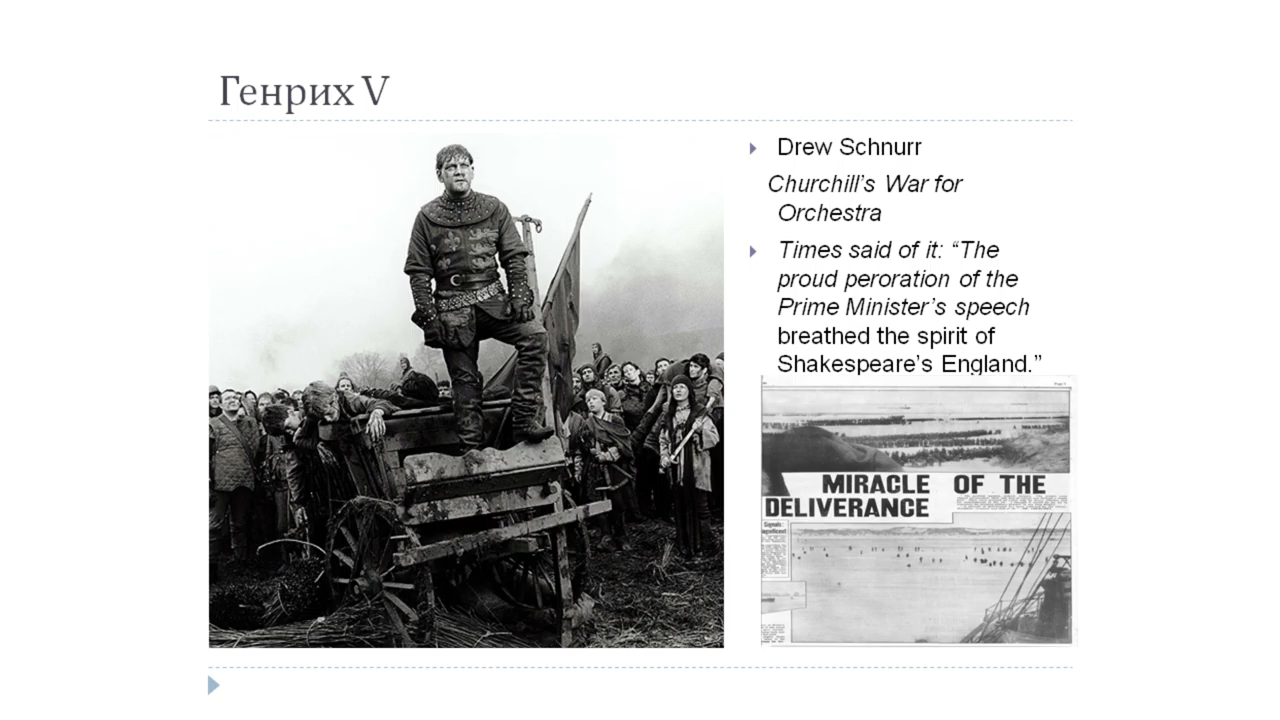 Генрих V
Drew Schnurr
Churchill’s War for
Orchestra
Times said of it: “The
proud peroration of the
Prime Minister’s speech
breathed the spirit of
Shakespeare’s England.”
MIRACLE OF THE
DELIVERANCE